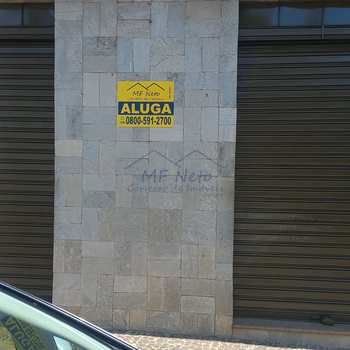 MF Neto
ALUGA
0800-591-2700
MF Neto
Corretor de Imóveis